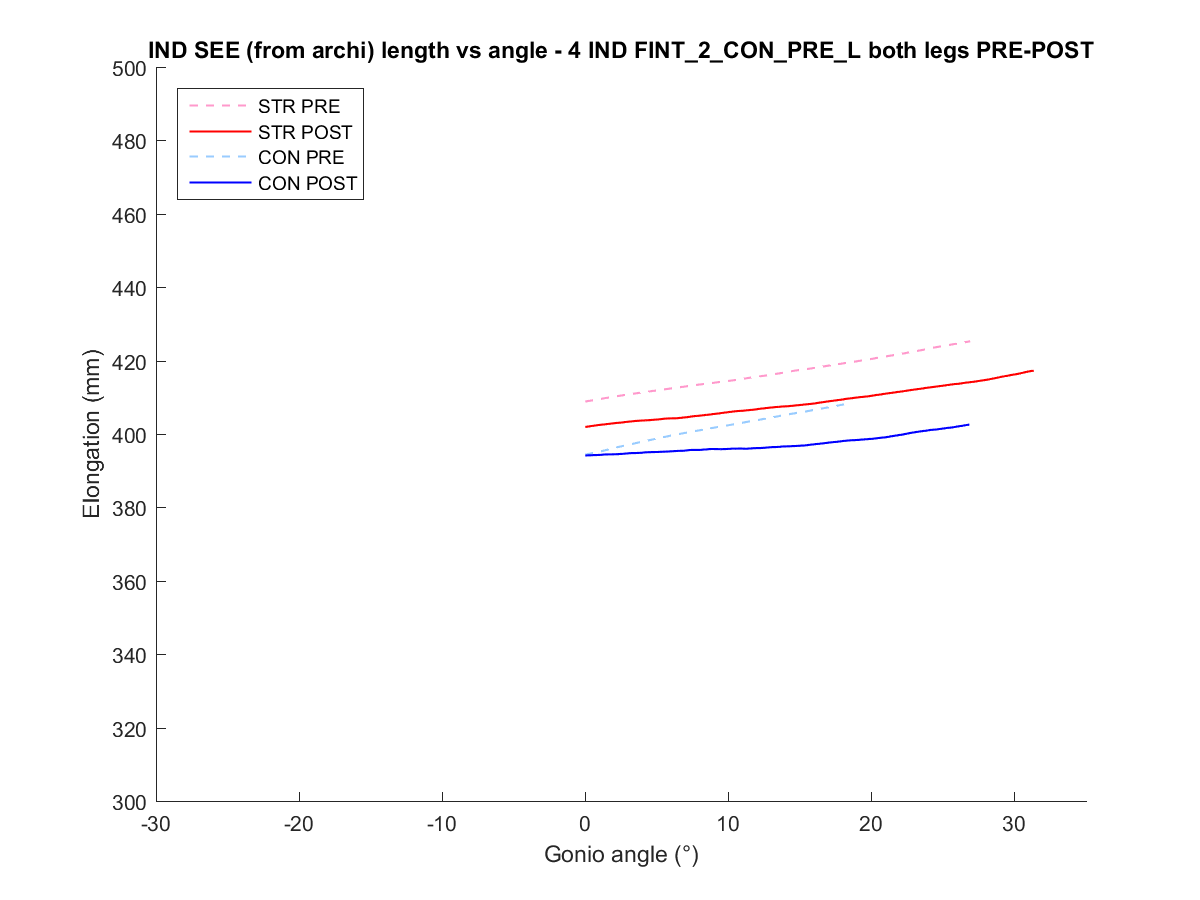 IND SEE (from archi) length vs angle - 4 IND FINT_2_CON_PRE_L both legs PRE-POST
500
480
460
440
420
400
380
360
340
320
300
STR PRE
STR POST
CON PRE
CON POST
Elongation (mm)
-30
-20
-10
0
10
20
30
Gonio angle (°)